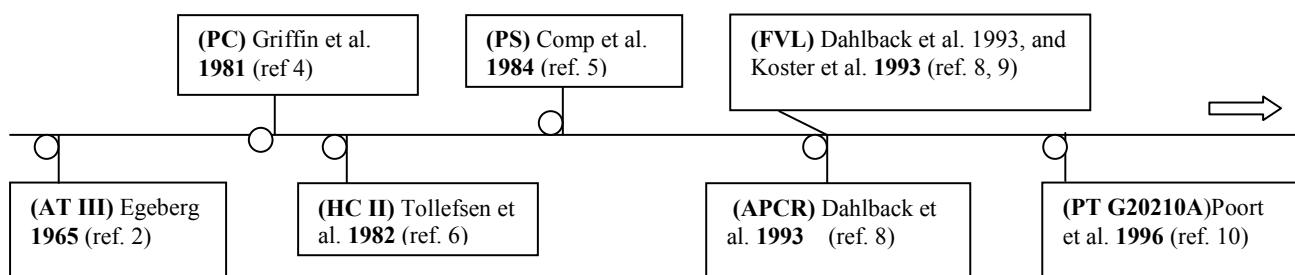 (PC) Griffin et al.
1981 (ref 4)
(PS) Comp et al.
1984 (ref. 5)
(FVL) Dahlback et al. 1993, and
Koster et al. 1993 (ref. 8, 9)
(AT III) Egeberg
1965 (ref. 2)
(HC II) Tollefsen et
al. 1982 (ref. 6)
(APCR) Dahlback et
al. 1993 (ref. 8)
(PT G20210A)Poort
et al. 1996 (ref. 10)